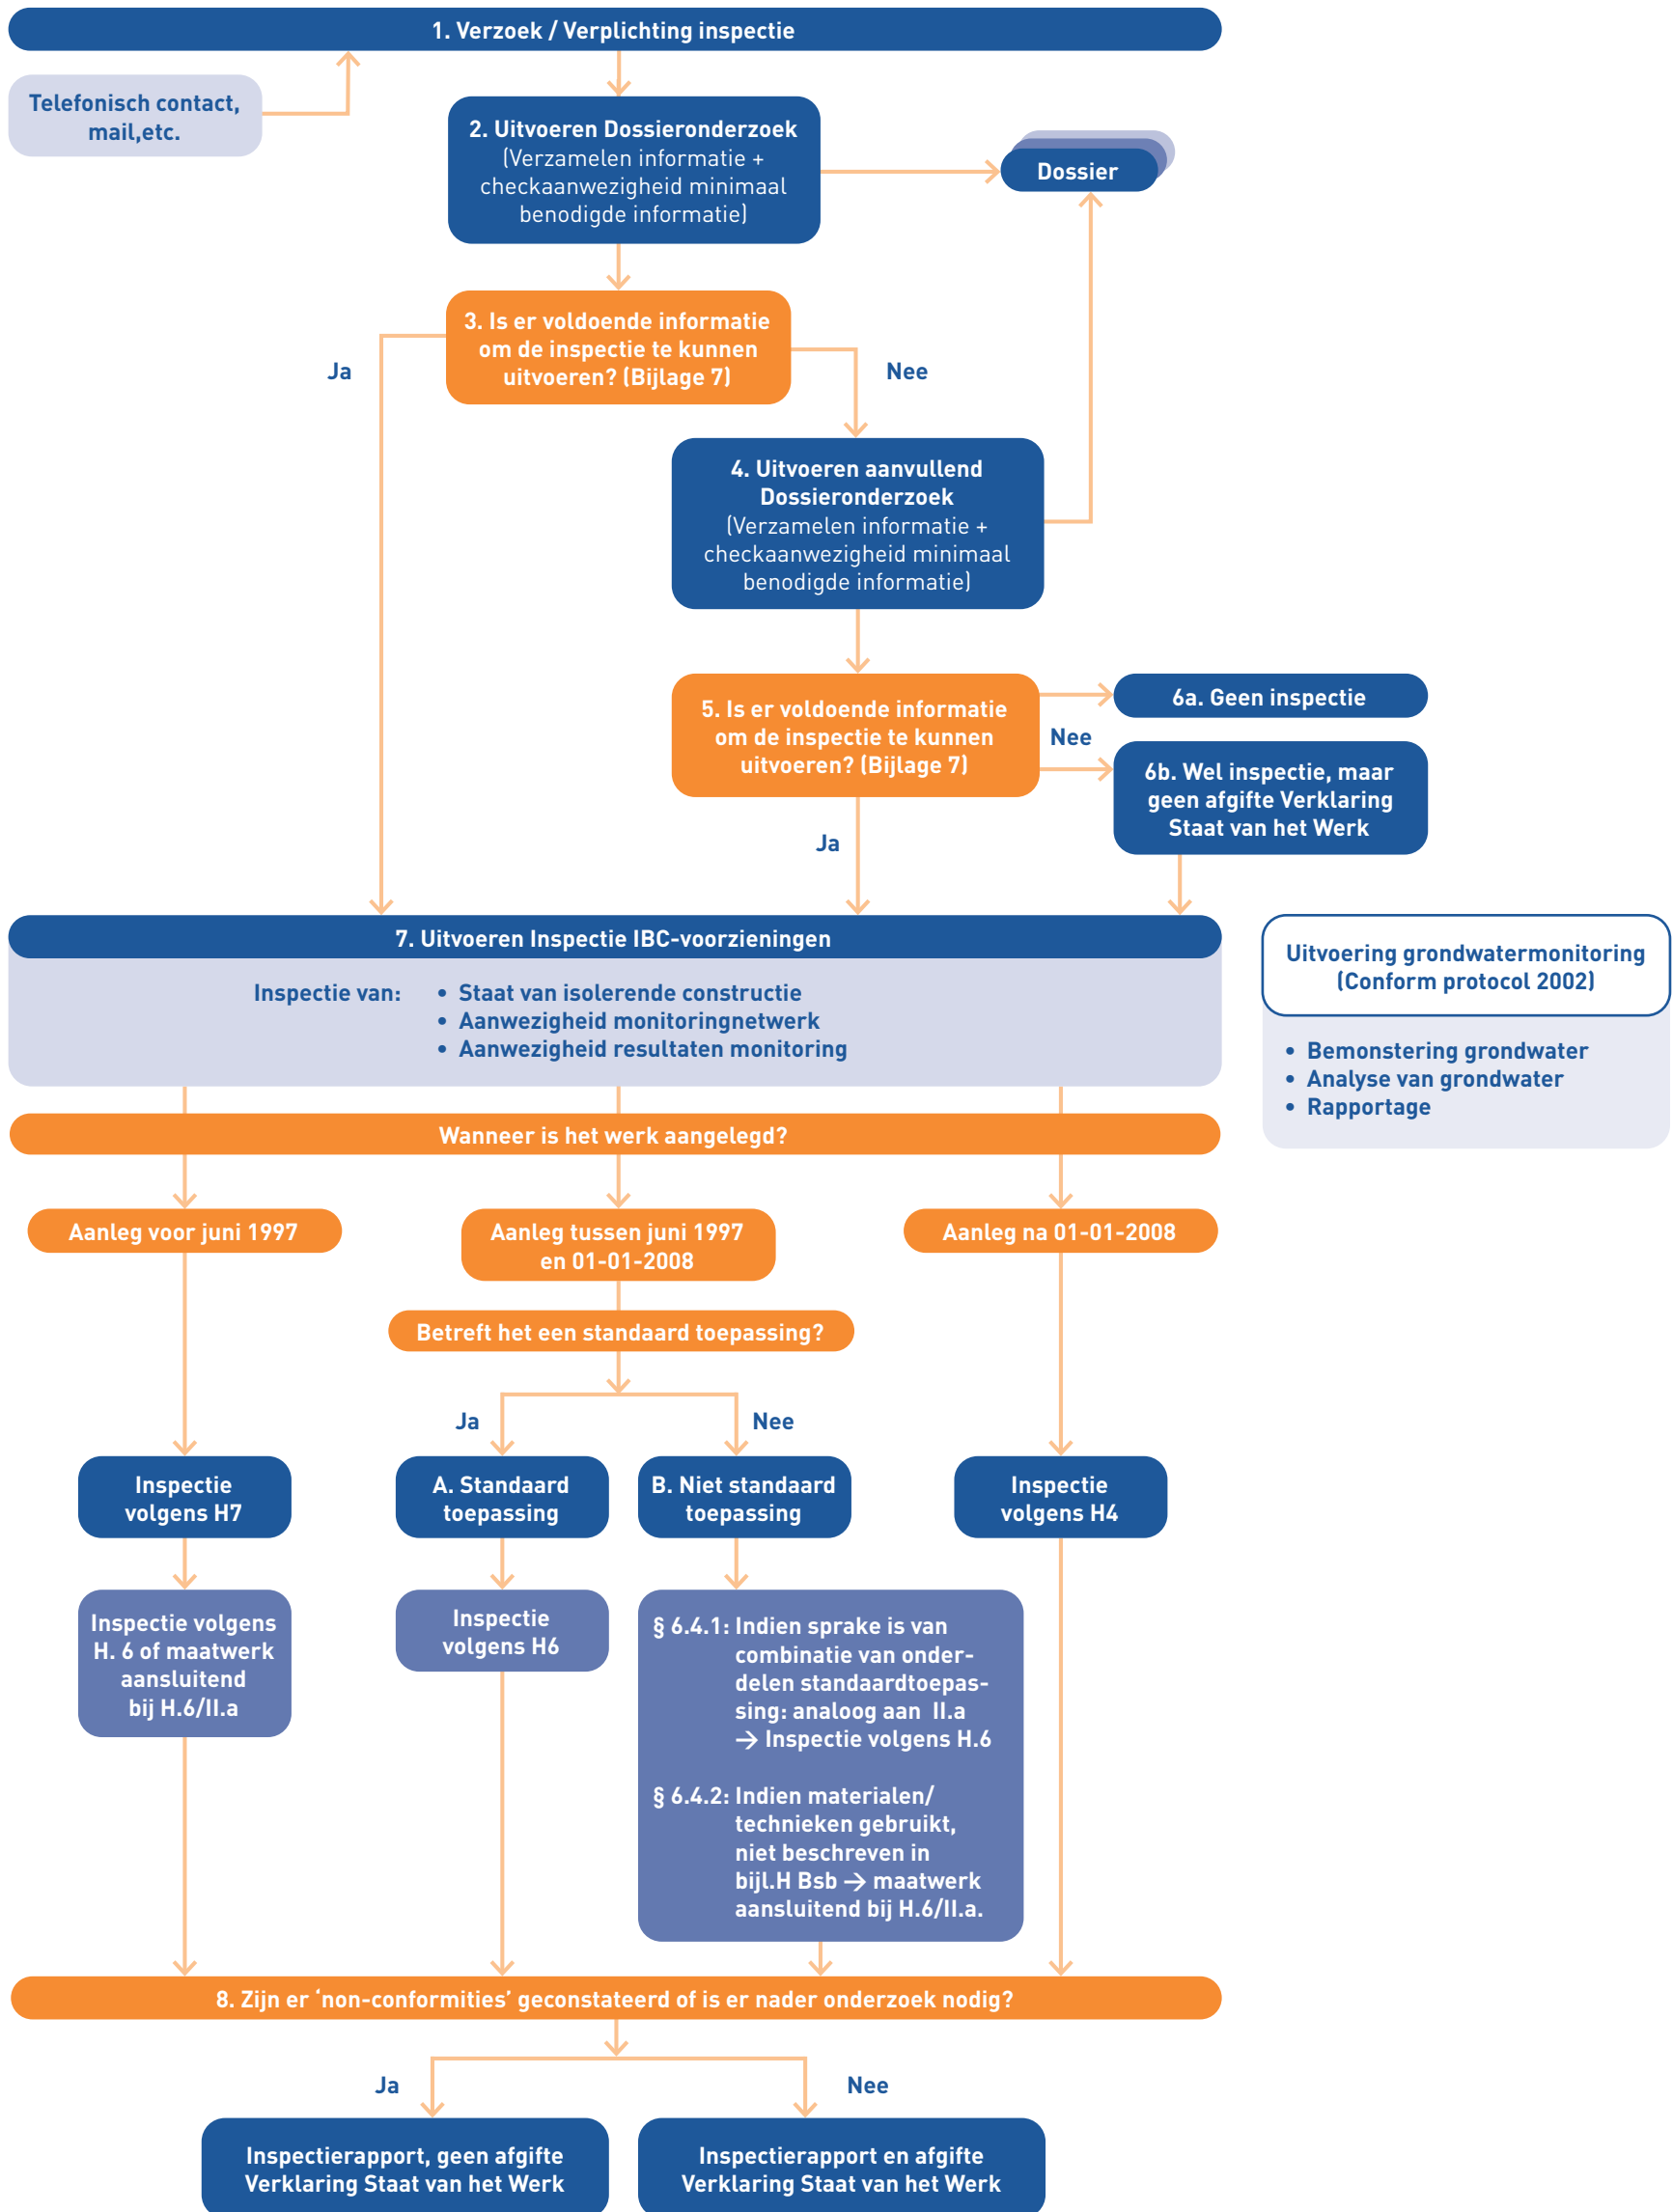 1. Verzoek / Verplichting inspectie
Telefonisch contact,
mail,etc.
2. Uitvoeren Dossieronderzoek
(Verzamelen informatie +
checkaanwezigheid minimaal
benodigde informatie)
Dossier
3. Is er voldoende informatie
om de inspectie te kunnen
uitvoeren? (Bijlage 7)
Ja
Nee
4. Uitvoeren aanvullend
Dossieronderzoek
(Verzamelen informatie +
checkaanwezigheid minimaal
benodigde informatie)
5. Is er voldoende informatie
om de inspectie te kunnen
uitvoeren? (Bijlage 7)
Nee
Ja
6a. Geen inspectie
6b. Wel inspectie, maar
geen afgifte Verklaring
Staat van het Werk
7. Uitvoeren Inspectie IBC-voorzieningen
Inspectie van:
• Staat van isolerende constructie
• Aanwezigheid monitoringnetwerk
• Aanwezigheid resultaten monitoring
Uitvoering grondwatermonitoring
(Conform protocol 2002)
• Bemonstering grondwater
• Analyse van grondwater
• Rapportage
Wanneer is het werk aangelegd?
Aanleg voor juni 1997
Aanleg tussen juni 1997
en 01-01-2008
Aanleg na 01-01-2008
Betreft het een standaard toepassing?
Ja
Nee
Inspectie
volgens H7
A. Standaard
toepassing
B. Niet standaard
toepassing
Inspectie
volgens H4
Inspectie volgens
H. 6 of maatwerk
aansluitend
bij H.6/II.a
Inspectie
volgens H6
§ 6.4.1: Indien sprake is van
combinatie van onder-
delen standaardtoepas-
sing: analoog aan II.a
→ Inspectie volgens H.6
§ 6.4.2: Indien materialen/
technieken gebruikt,
niet beschreven in
bijl.H Bsb → maatwerk
aansluitend bij H.6/II.a.
8. Zijn er ‘non-conformities’ geconstateerd of is er nader onderzoek nodig?
Ja
Nee
Inspectierapport, geen afgifte
Verklaring Staat van het Werk
Inspectierapport en afgifte
Verklaring Staat van het Werk